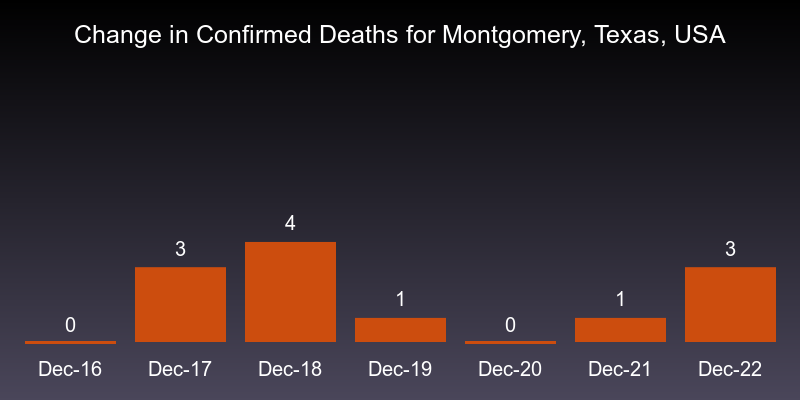 Change in Confirmed Deaths for Montgomery, Texas, USA
0 3 4 1 0 1 3
Dec-16 Dec-17 Dec-18 Dec-19 Dec-20 Dec-21 Dec-22